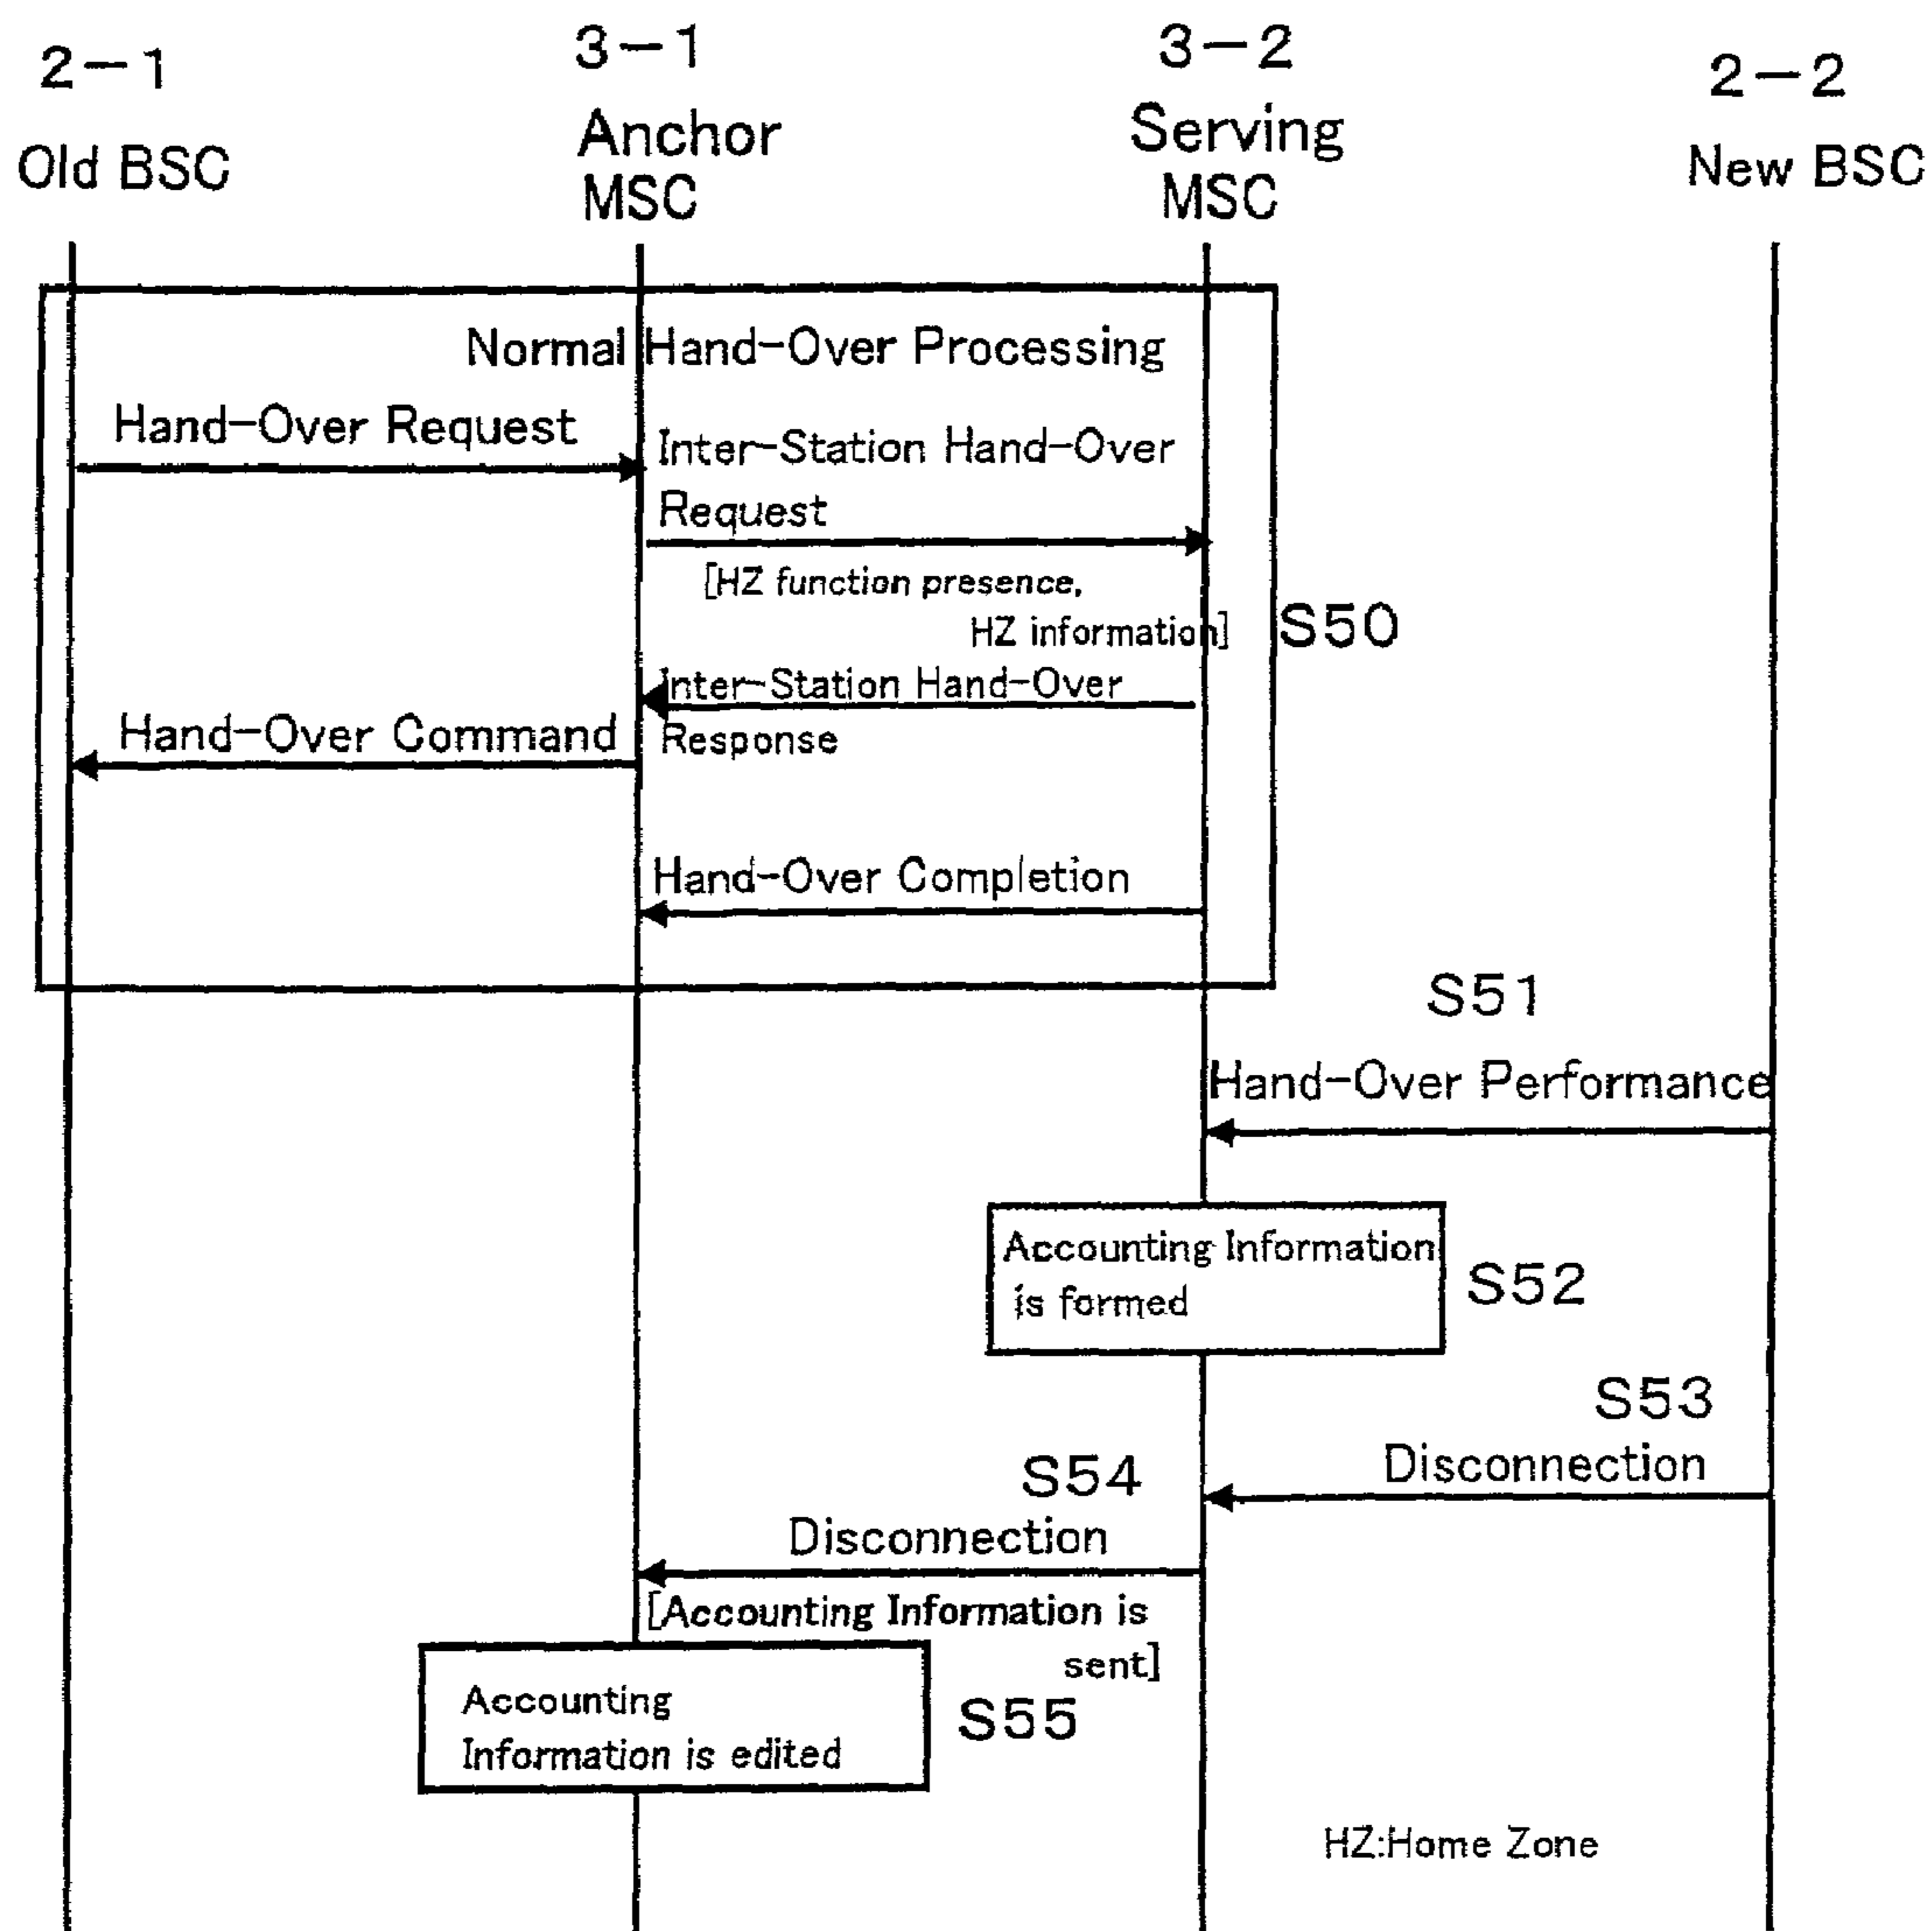 2-1
3-1
3-2
2-2
Old BSC
Anchor
MSC
Serving
MSC
New BSC
Normal Hand-Over Processing
Hand-Over Request
Inter-Station Hand-Over
Request
[HZ function presence,
HZ information]
S50
Inter-Station Hand-Over
Response
Hand-Over Command
Hand-Over Completion
S51
Hand-Over Performance
Accounting Information
is formed
S52
S53
Disconnection
S54
Disconnection
[Accounting Information is
sent]
Accounting
Information is edited
S55
HZ:Home Zone